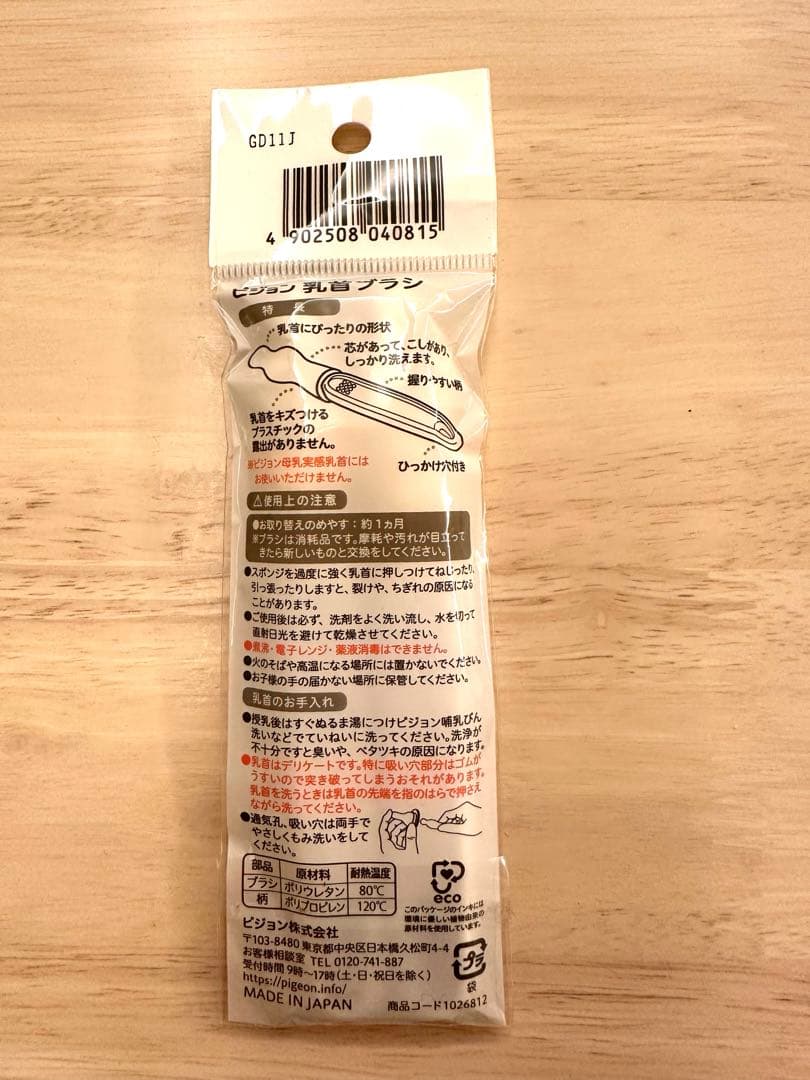 GD11J
4 902508 040815
ピジョン 乳首ブラシ
特 長
乳首にぴったりの形状
芯があって、こしがあり、
しっかり洗えます。
握りやすい柄
乳首をキズつける
プラスチックの
露出がありません。
※ピジョン母乳実感乳首には
お使いいただけません。
ひっかけ穴付き
⚠使用上の注意
●お取り替えのめやす：約1ヵ月
※ブラシは消耗品です。摩耗や汚れが目立って
きたら新しいものと交換をしてください。
●スポンジを過度に強く乳首に押しつけてねじったり、
引っ張ったりしますと、裂けや、ちぎれの原因になる
ことがあります。
●ご使用後は必ず、洗剤をよく洗い流し、水を切って
直射日光を避けて乾燥させてください。
●煮沸・電子レンジ・薬液消毒はできません。
●火のそばや高温になる場所には置かないでください。
●お子様の手の届かない場所に保管してください。
乳首のお手入れ
●授乳後はすぐぬるま湯につけピジョン哺乳びん
洗いなどでていねいに洗ってください。洗浄が
不十分ですと臭いや、ベタツキの原因になります。
●乳首はデリケートです。特に吸い穴部分はゴムが
うすいので突き破ってしまうおそれがあります。
乳首を洗うときは乳首の先端を指のはらで押さえ
ながら洗ってください。
●通気孔、吸い穴は両手で
やさしくもみ洗いをして
ください。
部品 原材料 耐熱温度
ブラシ ポリウレタン 80℃
柄 ポリプロピレン 120℃
eco
このパッケージのインキには
環境に優しい植物由来の
原材料を使用しています。
ピジョン株式会社
〒103-8480 東京都中央区日本橋久松町4-4
お客様相談室 TEL 0120-741-887
受付時間 9時〜17時(土・日・祝日を除く)
https://pigeon.info/
MADE IN JAPAN
プラ
袋
商品コード1026812